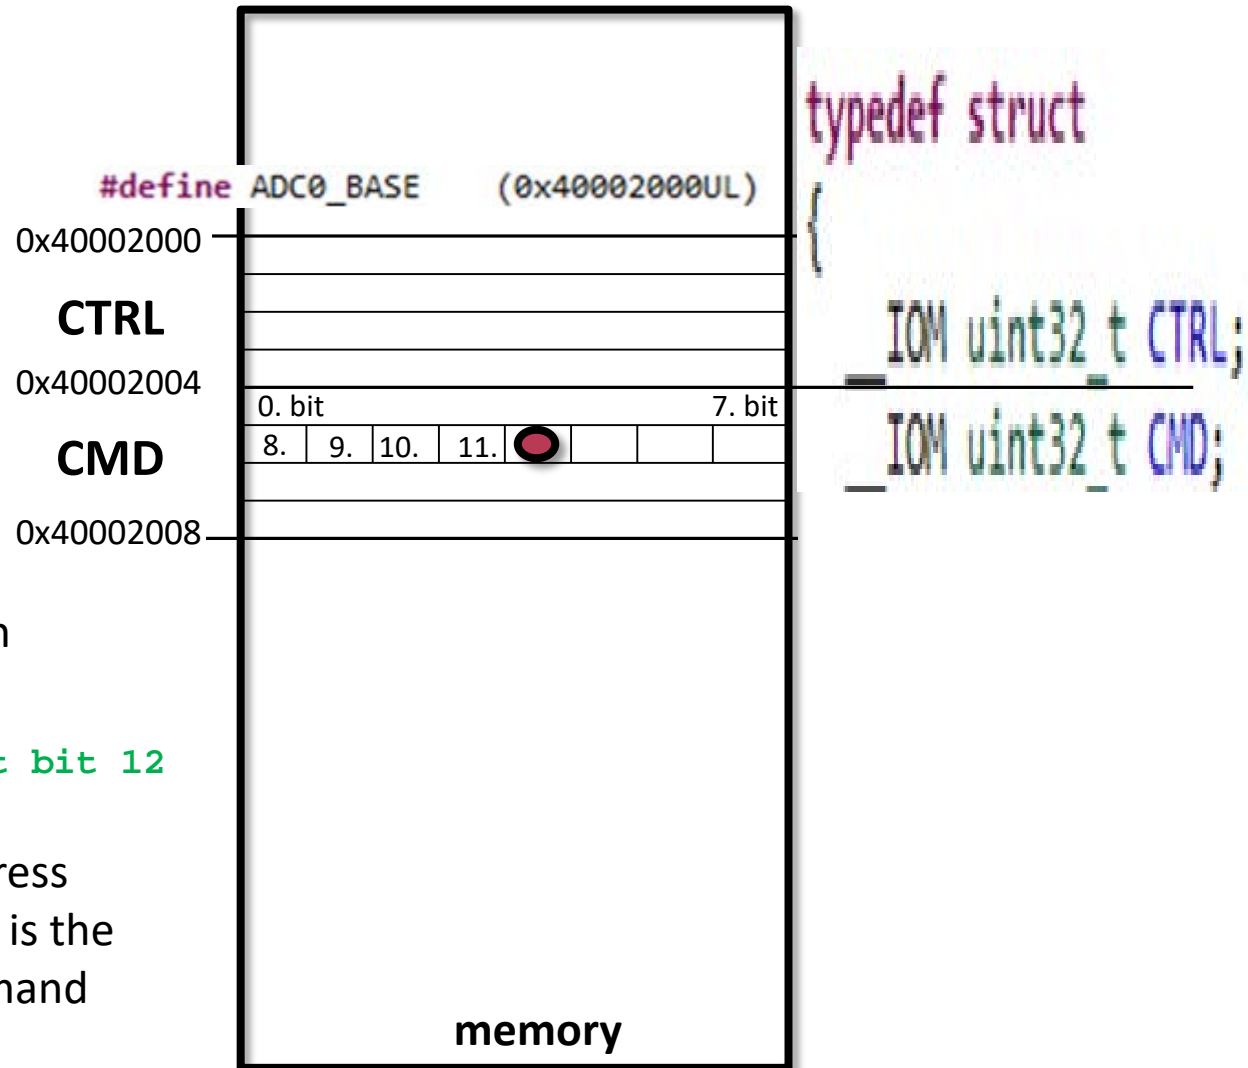 typedef struct
#define ADC0_BASE (0x40002000UL)
{
0x40002000
CTRL
__IOM uint32_t CTRL;
0x40002004
0. bit 7. bit
CMD
8. 9. 10. 11.
__IOM uint32_t CMD;
0x40002008
t bit 12
ress
is the
mand
memory